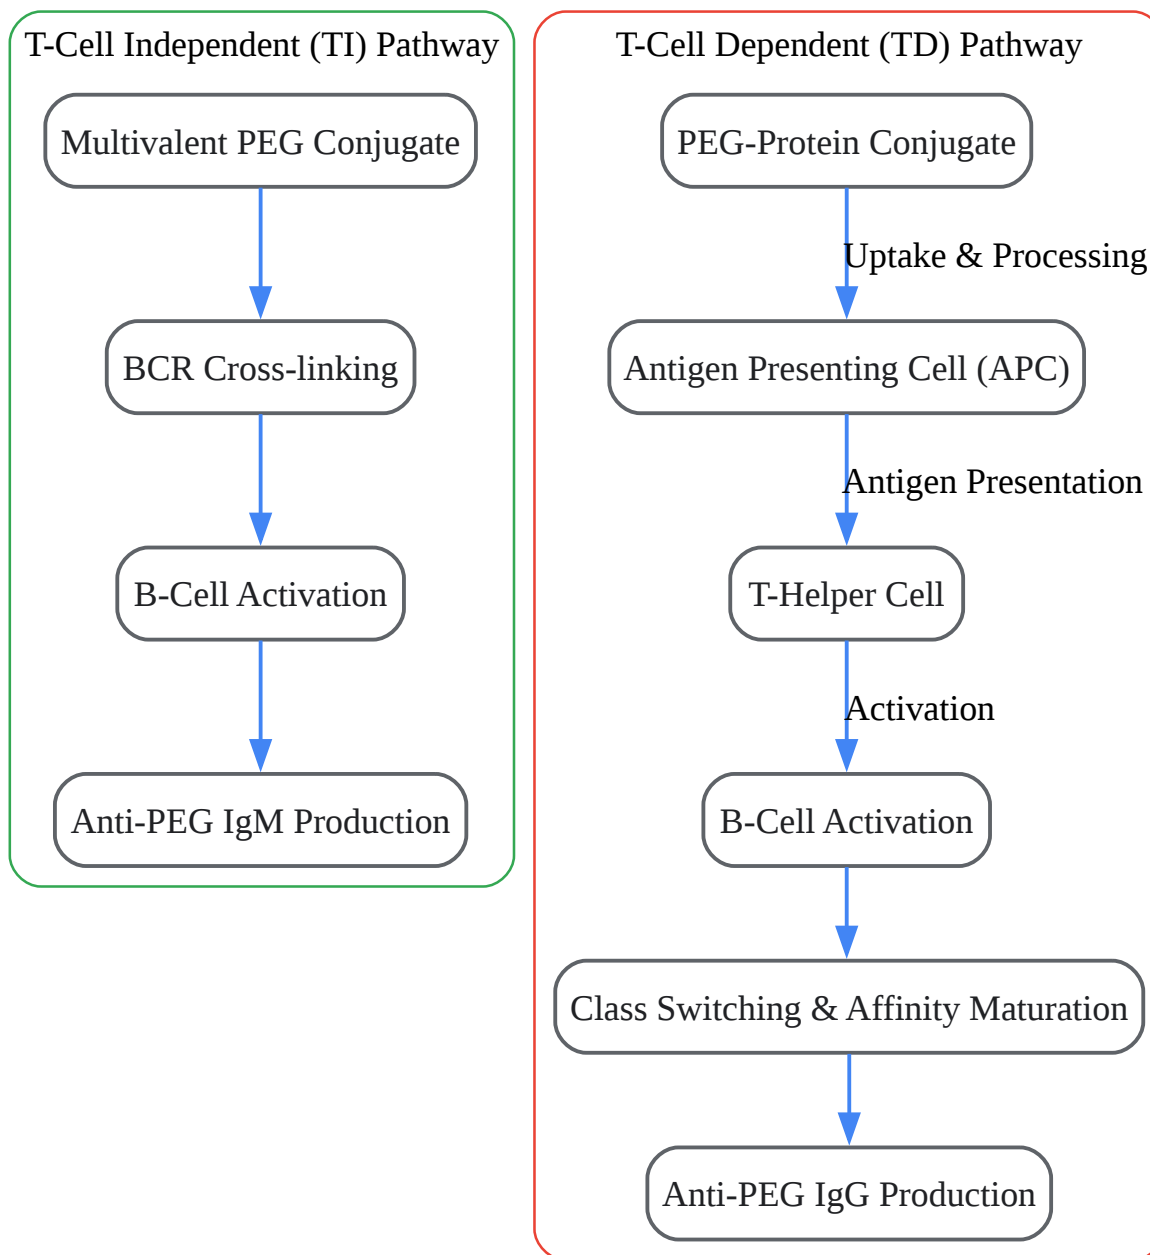 T-Cell Independent (TI) Pathway
Multivalent PEG Conjugate
BCR Cross-linking
B-Cell Activation
Anti-PEG IgM Production
T-Cell Dependent (TD) Pathway
PEG-Protein Conjugate
Uptake & Processing
Antigen Presenting Cell (APC)
Antigen Presentation
T-Helper Cell
Activation
B-Cell Activation
Class Switching & Affinity Maturation
Anti-PEG IgG Production